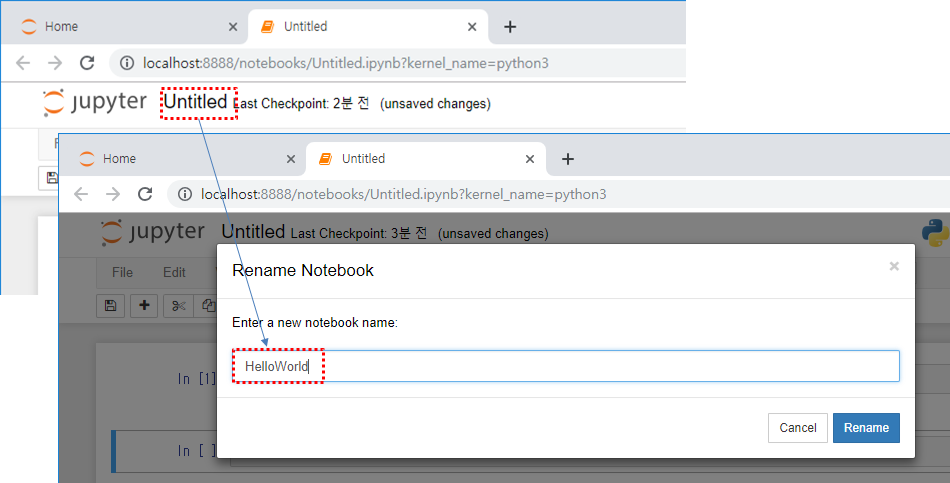 Home
Untitled
localhost:8888/notebooks/Untitled.ipynb?kernel_name=python3
jupyter Untitled Last Checkpoint: 2분 전 (unsaved changes)
Home
Untitled
localhost:8888/notebooks/Untitled.ipynb?kernel_name=python3
jupyter Untitled Last Checkpoint: 3분 전 (unsaved changes)
File Edit
Rename Notebook
Enter a new notebook name:
HelloWorld
In [1]
In [ ]
Cancel Rename